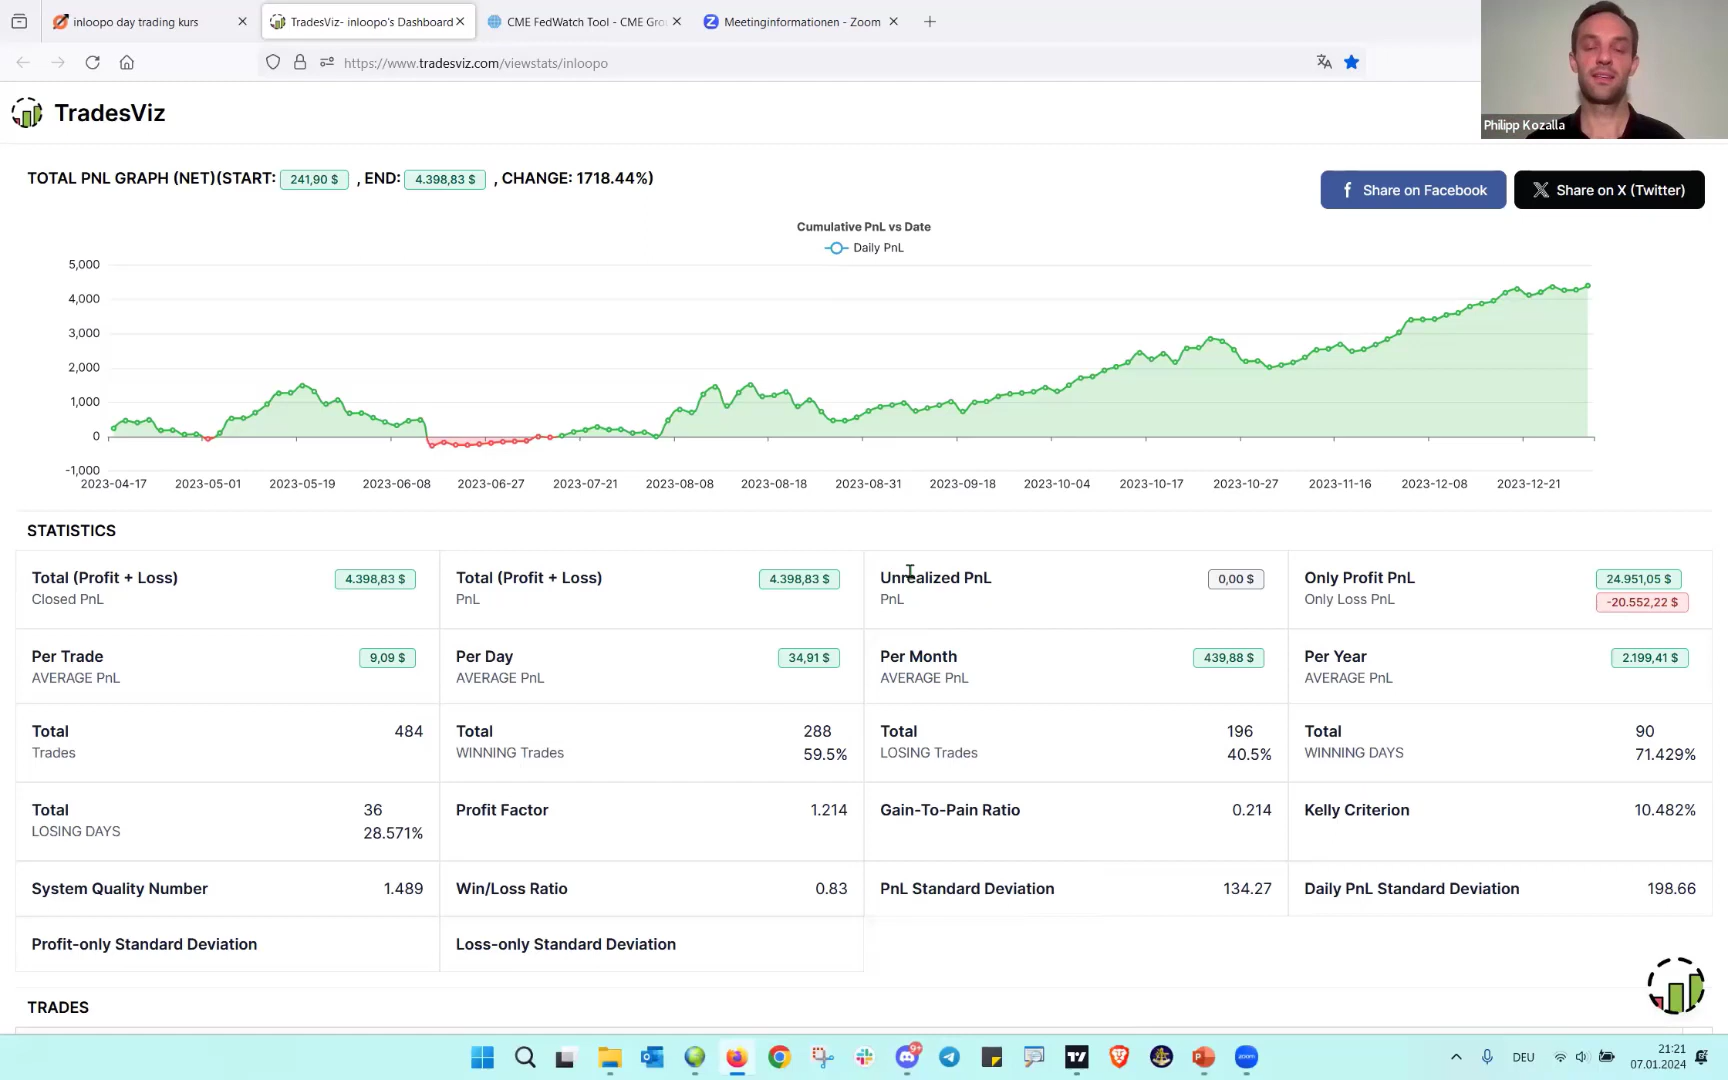 inloopo day trading kurs
TradesViz- inloopo's Dashboard
CME FedWatch Tool - CME Gro
Meetinginformationen - Zoom
https://www.tradesviz.com/viewstats/inloopo
Philipp Kozalla
TradesViz
TOTAL PNL GRAPH (NET)(START: 241,90 $ , END: 4.398,83 $ , CHANGE: 1718.44%)
Share on Facebook
Share on X (Twitter)
Cumulative PnL vs Date
Daily PnL
5,000
4,000
3,000
2,000
1,000
0
-1,000
2023-04-17 2023-05-01 2023-05-19 2023-06-08 2023-06-27 2023-07-21 2023-08-08 2023-08-18 2023-08-31 2023-09-18 2023-10-04 2023-10-17 2023-10-27 2023-11-16 2023-12-08 2023-12-21
STATISTICS
Total (Profit + Loss) 4.398,83 $
Closed PnL
Total (Profit + Loss) 4.398,83 $
PnL
Unrealized PnL 0,00 $
PnL
Only Profit PnL 24.951,05 $
Only Loss PnL -20.552,22 $
Per Trade 9,09 $
AVERAGE PnL
Per Day 34,91 $
AVERAGE PnL
Per Month 439,88 $
AVERAGE PnL
Per Year 2.199,41 $
AVERAGE PnL
Total 484
Trades
Total 288
WINNING Trades 59.5%
Total 196
LOSING Trades 40.5%
Total 90
WINNING DAYS 71.429%
Total 36
LOSING DAYS 28.571%
Profit Factor 1.214
Gain-To-Pain Ratio 0.214
Kelly Criterion 10.482%
System Quality Number 1.489
Win/Loss Ratio 0.83
PnL Standard Deviation 134.27
Daily PnL Standard Deviation 198.66
Profit-only Standard Deviation
Loss-only Standard Deviation
TRADES
9+
zoom
DEU
21:21
07.01.2024